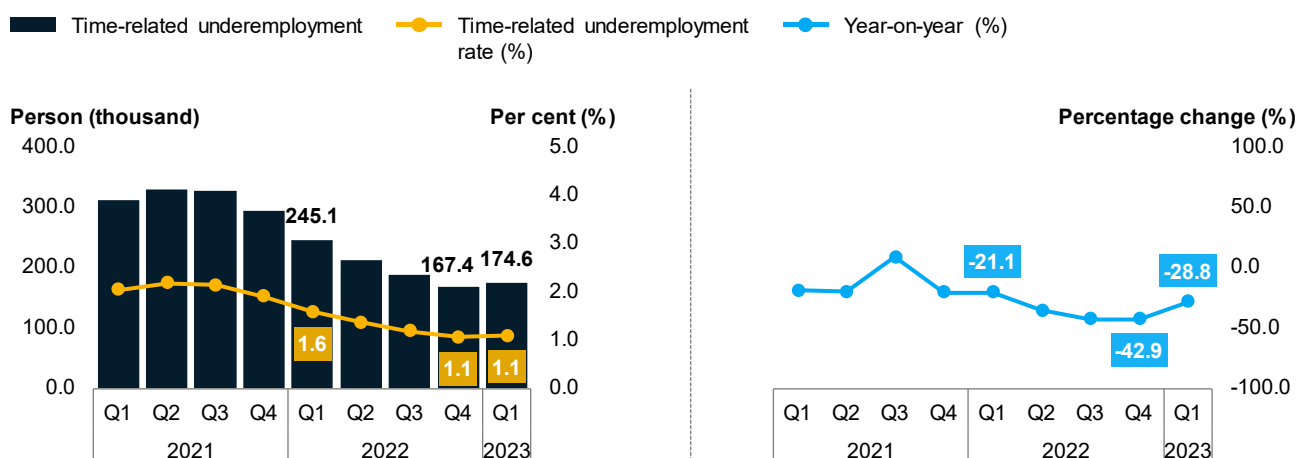 Time-related underemployment
Time-related underemployment
rate (%)
Year-on-year (%)
Person (thousand)
Per cent (%)
400.0
300.0
200.0
100.0
0.0
5.0
4.0
3.0
2.0
1.0
0.0
245.1
167.4
174.6
1.6
1.1
1.1
Q1 Q2 Q3 Q4 Q1 Q2 Q3 Q4 Q1
2021 2022 2023
Percentage change (%)
100.0
50.0
0.0
-50.0
-100.0
-21.1
-28.8
-42.9
Q1 Q2 Q3 Q4 Q1 Q2 Q3 Q4 Q1
2021 2022 2023